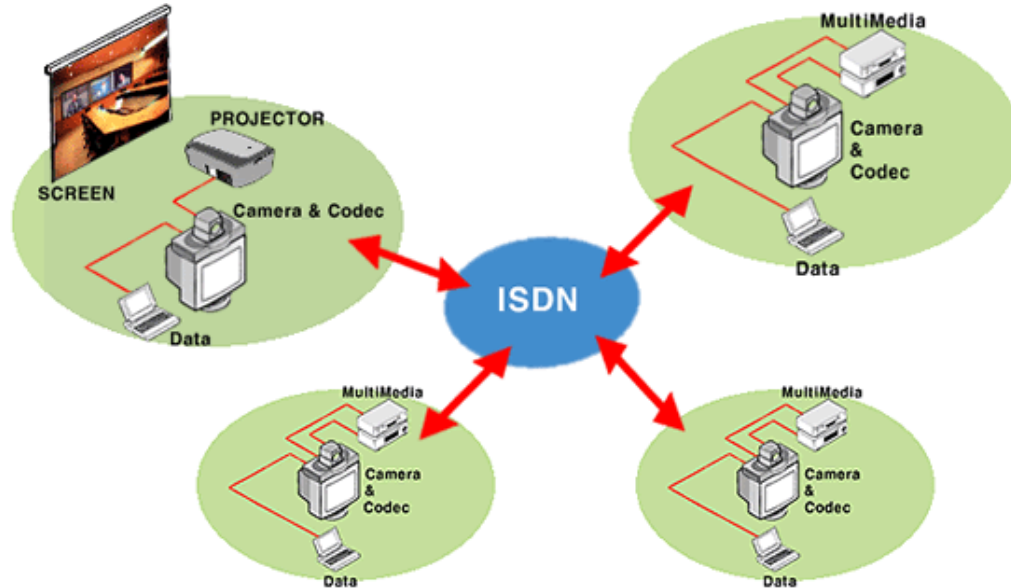 MultiMedia
PROJECTOR
Camera
&
Codec
SCREEN
Camera & Codec
Data
ISDN
Data
MultiMedia
Camera
&
Codec
Data
MultiMedia
Camera
&
Codec
Data